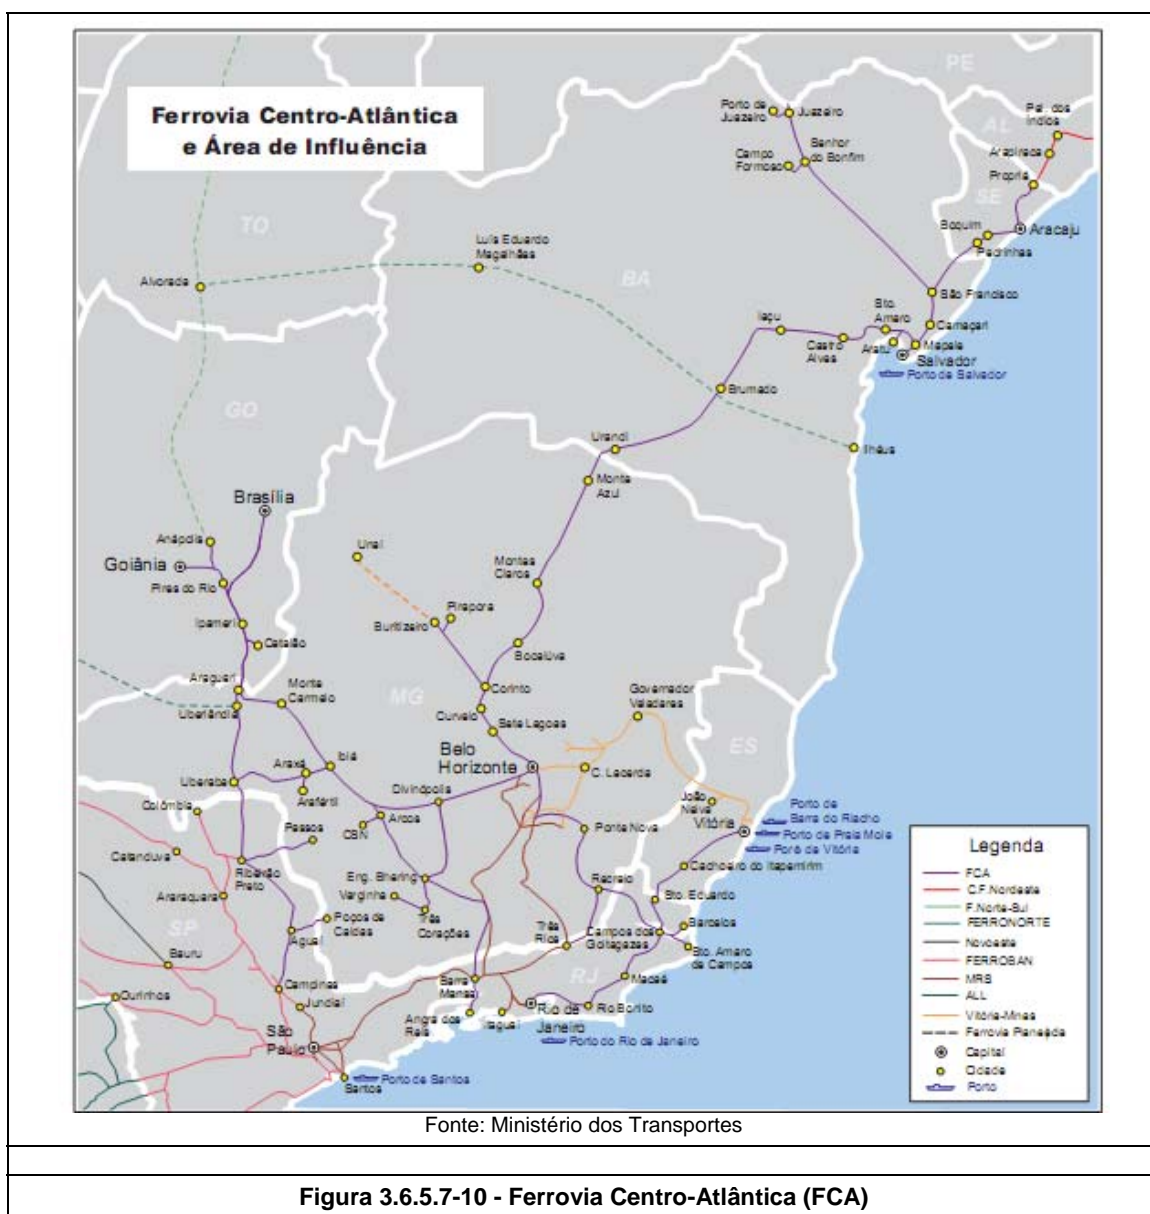 Ferrovia Centro-Atlântica
e Área de Influência
PE
AL
SE
TO
BA
GO
MG
ES
SP
RJ
Porto de
Juazeiro
Juazeiro
Campo
Formoso
Senhor
do Bonfim
Pal. dos
Índios
Arapiraca
Propria
Aracaju
Boquim
Pedrinhas
São Francisco
Camaçari
Mapele
Sto.
Amaro
Aratu
Salvador
Porto de Salvador
Castro
Alves
Iaçu
Brumado
Ilhéus
Luís Eduardo
Magalhães
Alvorada
Urandi
Monte
Azul
Montes
Claros
Bocaiúva
Brasília
Anápolis
Goiânia
Pires do Rio
Ipameri
Catalão
Unaí
Buritizeiro
Pirapora
Corinto
Curvelo
Sete Lagoas
Araguari
Uberlândia
Monte
Carmelo
Governador
Valadares
Belo
Horizonte
C. Lacerda
Ibiá
Araxá
Arafértil
Uberaba
Divinópolis
Colômbia
Passos
CSN
Arcos
João
Neiva
Vitória
Porto de
Barra do Riacho
Porto de Praia Mole
Porto de Vitória
Catanduva
Ribeirão
Preto
Ponte Nova
Cachoeiro do Itapemirim
Araraquara
Eng. Bhering
Varginha
Três
Corações
Recreio
Sto. Eduardo
Poços de
Caldas
Aguaí
Três
Rios
Campos dos
Goitagazes
Barcelos
Sto. Amaro
de Campos
Bauru
Ourinhos
Campinas
Jundiaí
Barra
Mansa
Macaé
Rio Bonito
Rio de
Janeiro
Angra dos
Reis
Itaguaí
Porto do Rio de Janeiro
São
Paulo
Santos
Porto de Santos
Legenda
FCA
C.F.Nordeste
F.Norte-Sul
FERRONORTE
Novoeste
FERROBAN
MRS
ALL
Vitória-Minas
Ferrovia Planejada
Capital
Cidade
Porto
Fonte: Ministério dos Transportes
Figura 3.6.5.7-10 - Ferrovia Centro-Atlântica (FCA)